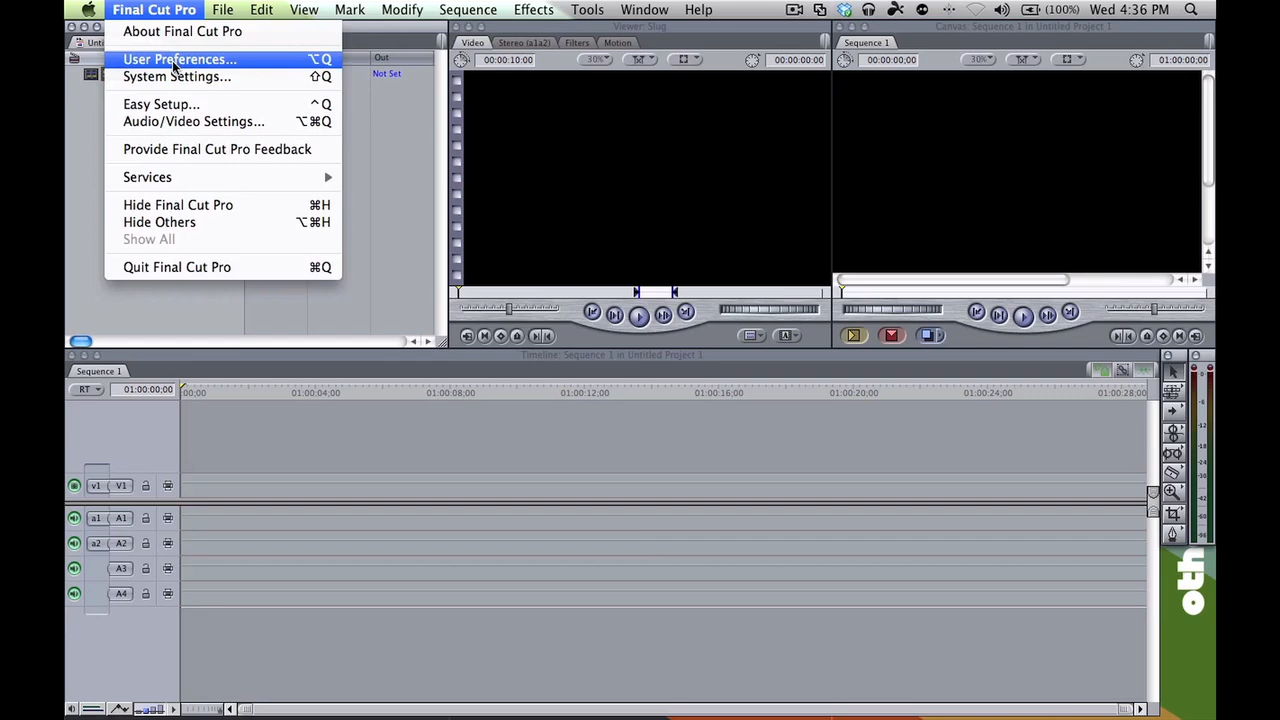 Final Cut Pro File Edit View Mark Modify Sequence Effects Tools Window Help (100%) Wed 4:36 PM
About Final Cut Pro
User Preferences... ⌥Q
System Settings... ⇧Q
Easy Setup... ^Q
Audio/Video Settings... ⌥⌘Q
Provide Final Cut Pro Feedback
Services
Hide Final Cut Pro ⌘H
Hide Others ⌥⌘H
Show All
Quit Final Cut Pro ⌘Q
Out
Not Set
Viewer: Slug
Video Stereo (a1a2) Filters Motion
00:00:10:00 30% 00:00:00:00
Canvas: Sequence 1 in Untitled Project 1
Sequence 1
00:00:00;00 30% 01:00:00;00
Timeline: Sequence 1 in Untitled Project 1
Sequence 1
RT 01:00:00;00 00;00 01:00:04;00 01:00:08;00 01:00:12;00 01:00:16;00 01:00:20;00 01:00:24;00 01:00:28;00
v1 V1
a1 A1
a2 A2
A3
A4
uto